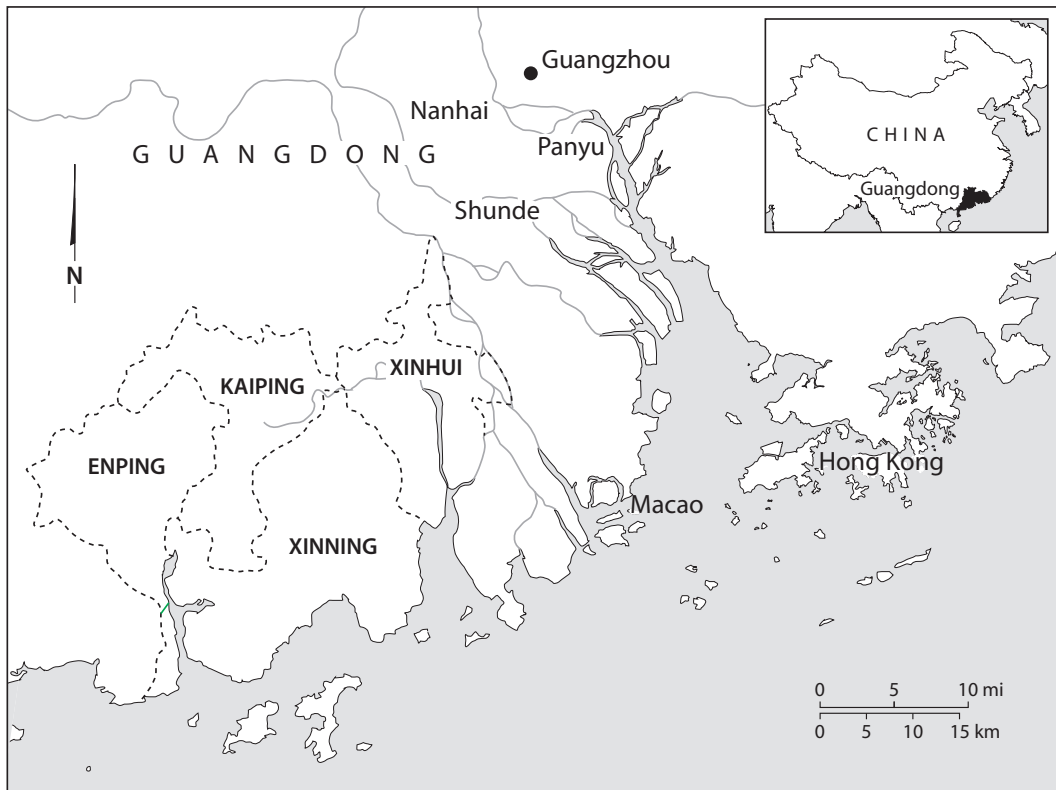 Guangzhou
Nanhai
Panyu
GUANGDONG
Shunde
N
XINHUI
KAIPING
ENPING
XINNING
Macao
Hong Kong
CHINA
Guangdong
0 5 10 mi
0 5 10 15 km